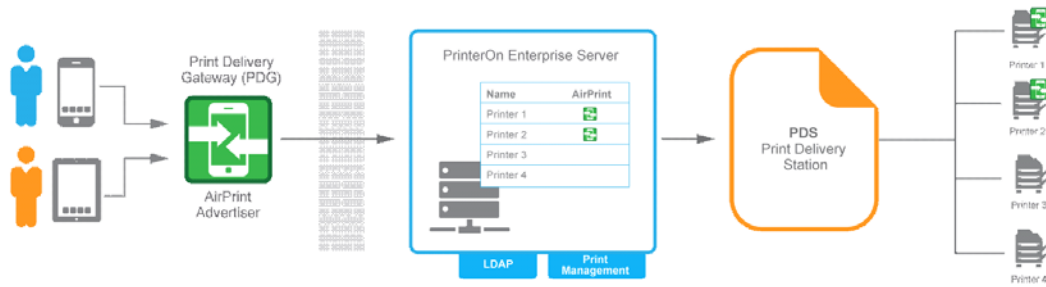 Print Delivery
Gateway (PDG)
AirPrint
Advertiser
PrinterOn Enterprise Server
Name AirPrint
Printer 1
Printer 2
Printer 3
Printer 4
LDAP
Print
Management
PDS
Print Delivery
Station
Printer 1
Printer 2
Printer 3
Printer 4